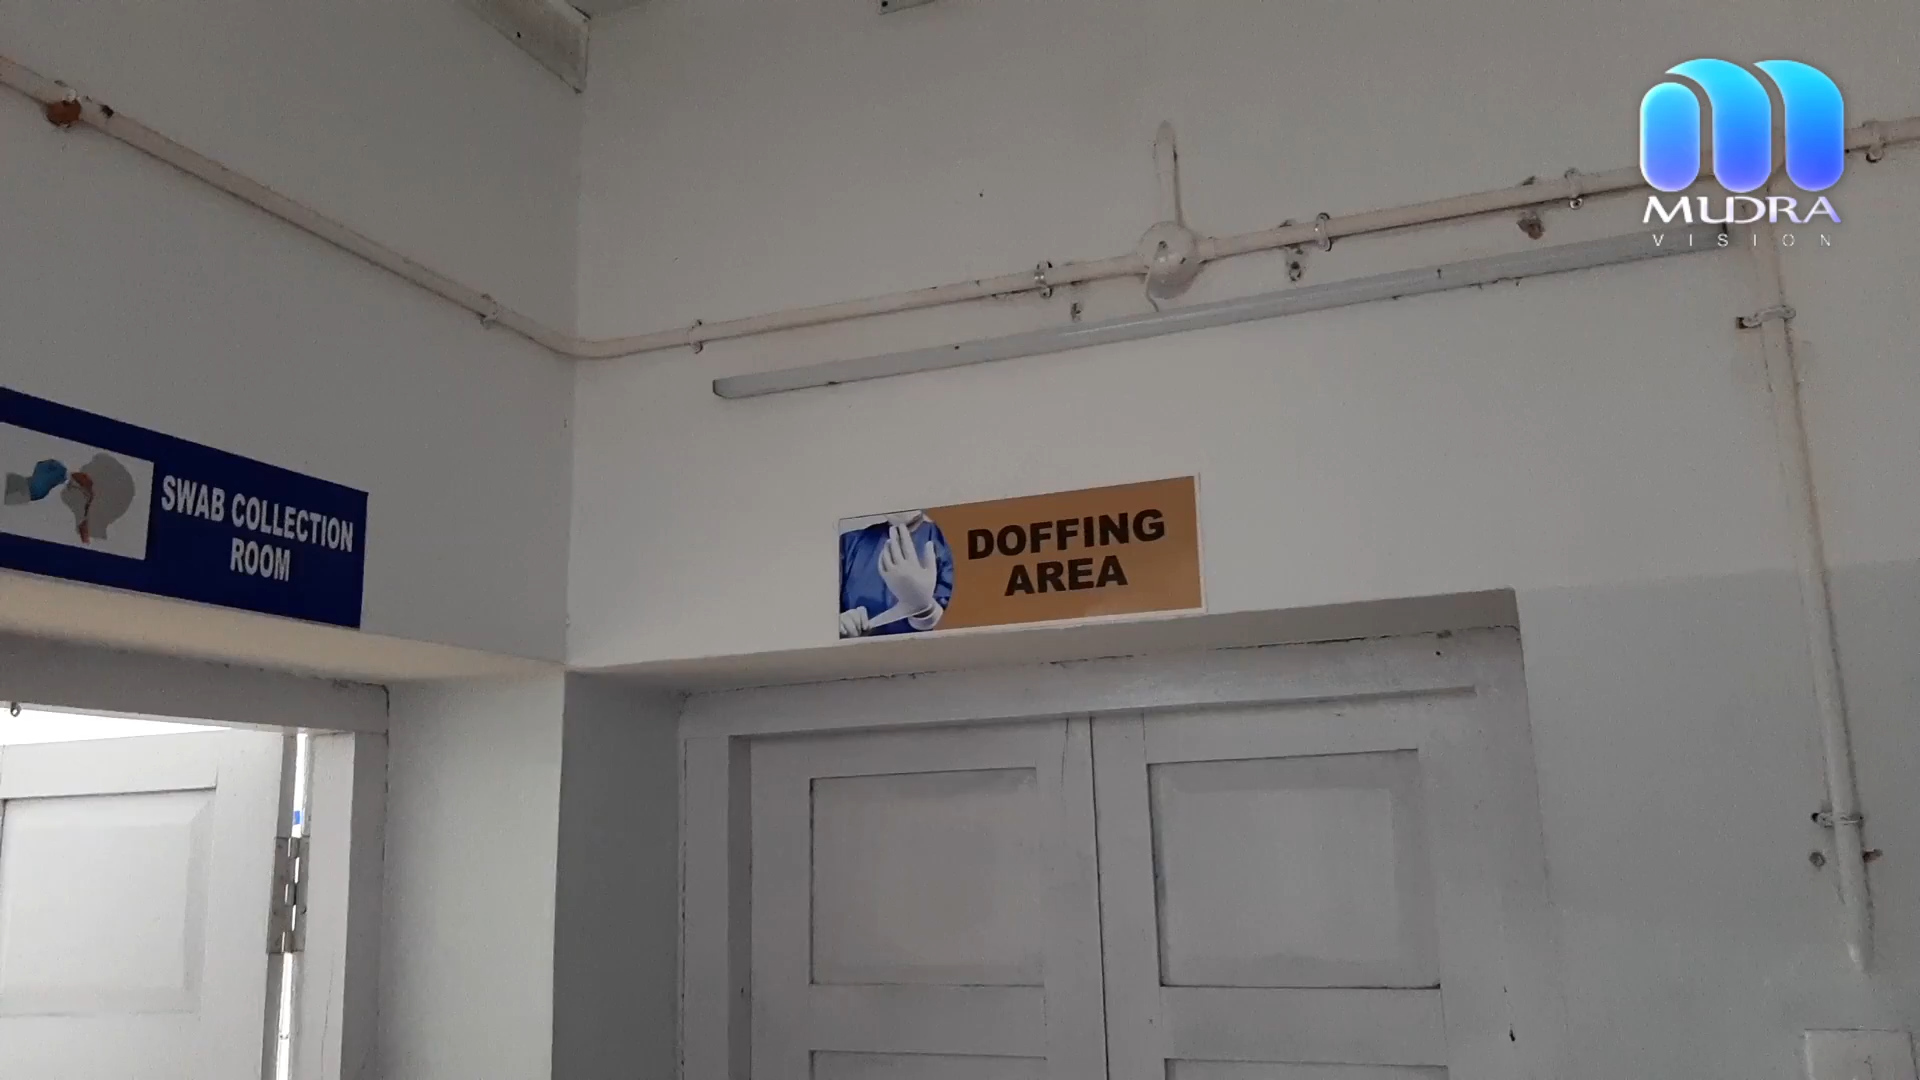 MUDRA
VISION
SWAB COLLECTION
ROOM
DOFFING
AREA